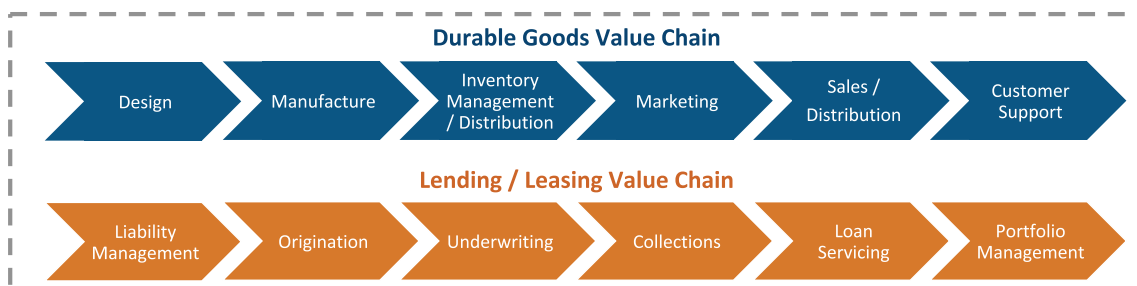 Durable Goods Value Chain
Design
Manufacture
Inventory
Management
/ Distribution
Marketing
Sales /
Distribution
Customer
Support
Lending / Leasing Value Chain
Liability
Management
Origination
Underwriting
Collections
Loan
Servicing
Portfolio
Management